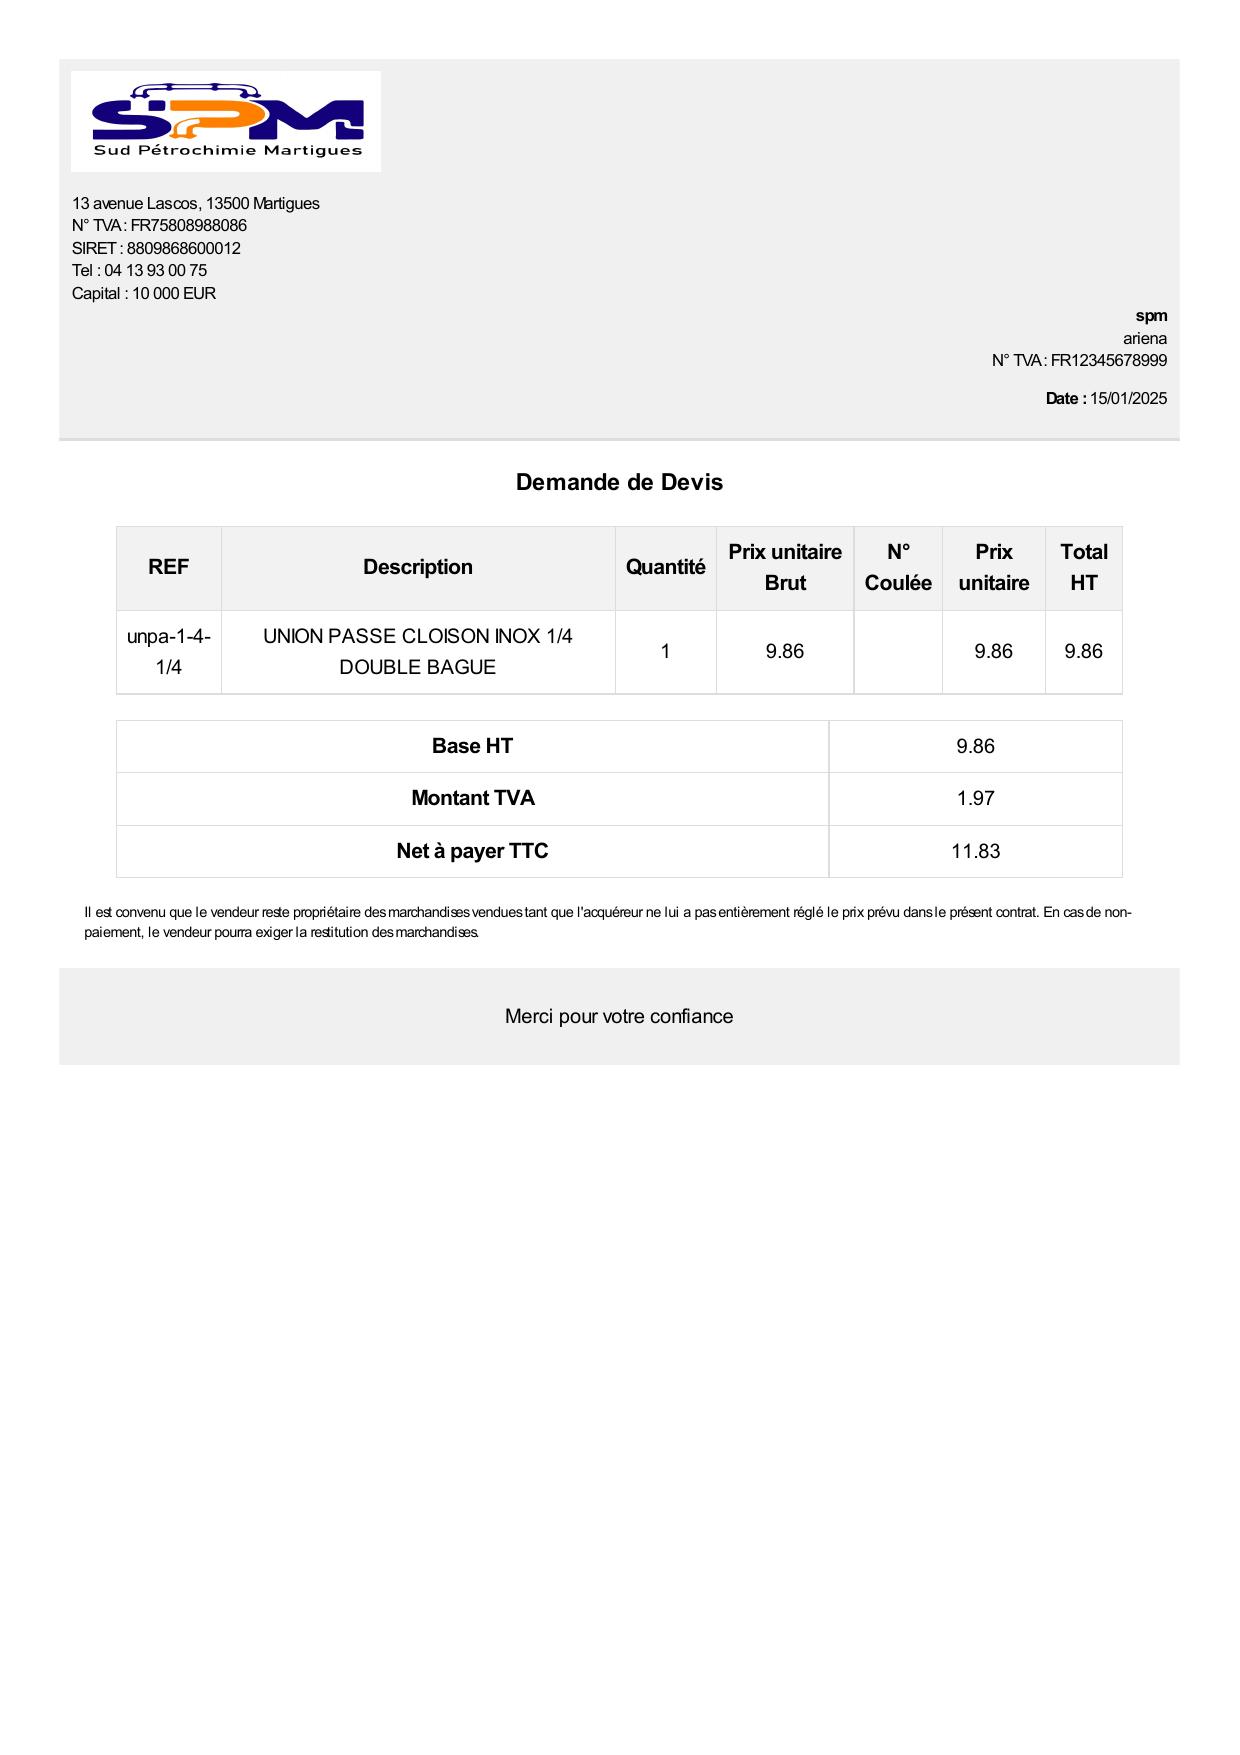 SPM
Sud Pétrochimie Martigues
13 avenue Lascos, 13500 Martigues
N° TVA : FR75808988086
SIRET : 8809868600012
Tel : 04 13 93 00 75
Capital : 10 000 EUR
spm
ariena
N° TVA : FR12345678999
Date : 15/01/2025
Demande de Devis
REF Description Quantité Prix unitaire Brut N° Coulée Prix unitaire Total HT
unpa-1-4-1/4 UNION PASSE CLOISON INOX 1/4 DOUBLE BAGUE 1 9.86 9.86 9.86
Base HT 9.86
Montant TVA 1.97
Net à payer TTC 11.83
Il est convenu que le vendeur reste propriétaire des marchandises vendues tant que l'acquéreur ne lui a pas entièrement réglé le prix prévu dans le présent contrat. En cas de non-
paiement, le vendeur pourra exiger la restitution des marchandises.
Merci pour votre confiance